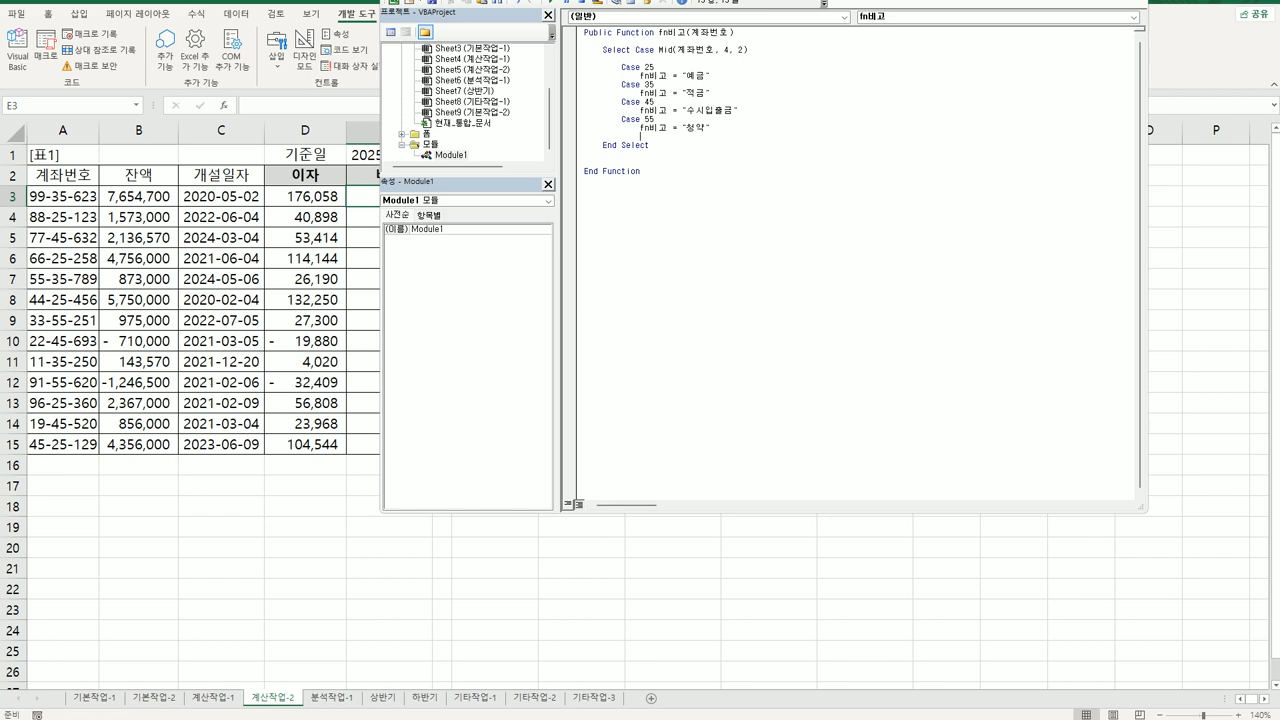 파일 홈 삽입 페이지 레이아웃 수식 데이터 검토 보기 개발 도구 공유
Visual Basic
매크로
매크로 기록
상대 참조로 기록
매크로 보안
코드
추가 기능
Excel 추가 기능
COM 추가 기능
추가 기능
삽입
디자인 모드
속성
코드 보기
대화 상자 실
컨트롤
E3
fx
A B C D P
1 [표1] 기준일 2025
2 계좌번호 잔액 개설일자 이자
3 99-35-623 7,654,700 2020-05-02 176,058
4 88-25-123 1,573,000 2022-06-04 40,898
5 77-45-632 2,136,570 2024-03-04 53,414
6 66-25-258 4,756,000 2021-06-04 114,144
7 55-35-789 873,000 2024-05-06 26,190
8 44-25-456 5,750,000 2020-02-04 132,250
9 33-55-251 975,000 2022-07-05 27,300
10 22-45-693 - 710,000 2021-03-05 - 19,880
11 11-35-250 143,570 2021-12-20 4,020
12 91-55-620 -1,246,500 2021-02-06 - 32,409
13 96-25-360 2,367,000 2021-02-09 56,808
14 19-45-520 856,000 2021-03-04 23,968
15 45-25-129 4,356,000 2023-06-09 104,544
16
17
18
19
20
21
22
23
24
25
26
프로젝트 - VBAProject
Sheet3 (기본작업-1)
Sheet4 (계산작업-1)
Sheet5 (계산작업-2)
Sheet6 (분석작업-1)
Sheet7 (상반기)
Sheet8 (기타작업-1)
Sheet9 (기본작업-2)
현재_통합_문서
폼
모듈
Module1
속성 - Module1
Module1 모듈
사전순 항목별
(이름) Module1
(일반) fn비고
Public Function fn비고(계좌번호)
Select Case Mid(계좌번호, 4, 2)
Case 25
fn비고 = "예금"
Case 35
fn비고 = "적금"
Case 45
fn비고 = "수시입출금"
Case 55
fn비고 = "청약"
End Select
End Function
기본작업-1 기본작업-2 계산작업-1 계산작업-2 분석작업-1 상반기 하반기 기타작업-1 기타작업-2 기타작업-3
준비 140%